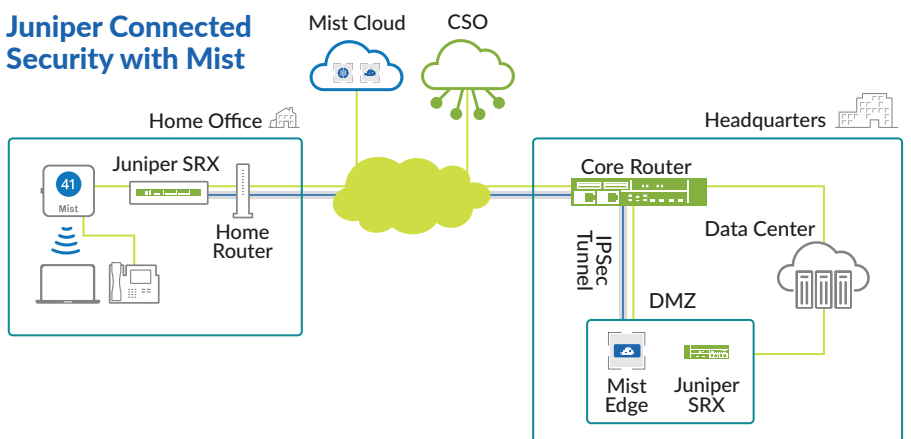 Juniper Connected
Security with Mist
Mist Cloud
CSO
Home Office
Headquarters
Juniper SRX
41
Mist
Home
Router
Core Router
IPSec
Tunnel
Data Center
DMZ
Mist
Edge
Juniper
SRX